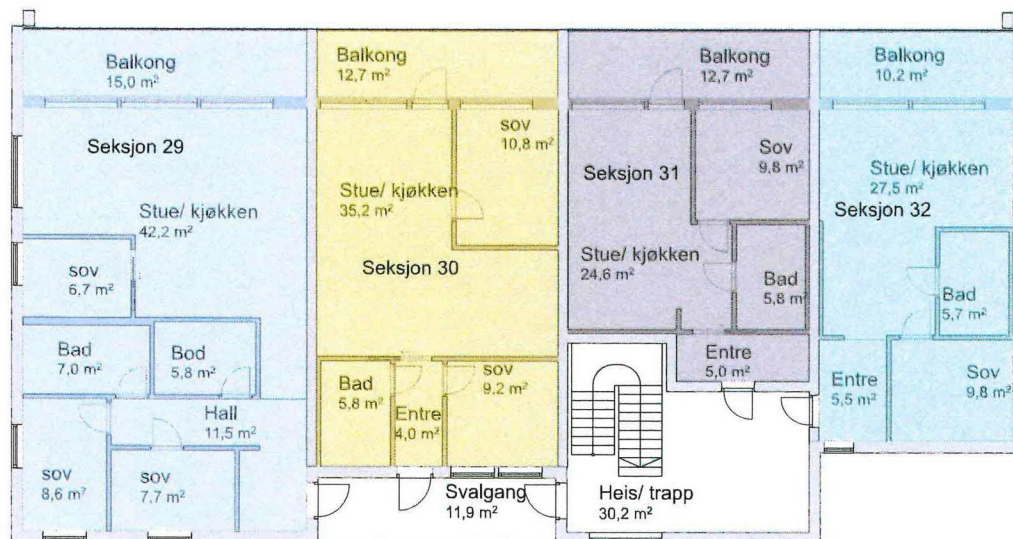 Balkong
15,0 m²
Balkong
12,7 m²
Balkong
12,7 m²
Balkong
10,2 m²
Seksjon 29
Stue/ kjøkken
42,2 m²
sov
6,7 m²
Bad
7,0 m²
Bod
5,8 m²
Hall
11,5 m²
sov
8,6 m²
sov
7,7 m²
sov
10,8 m²
Stue/ kjøkken
35,2 m²
Seksjon 30
Bad
5,8 m²
Entre
4,0 m²
sov
9,2 m²
Svalgang
11,9 m²
Sov
9,8 m²
Seksjon 31
Stue/ kjøkken
24,6 m²
Bad
5,8 m²
Entre
5,0 m²
Heis/ trapp
30,2 m²
Stue/ kjøkken
27,5 m²
Seksjon 32
Bad
5,7 m²
Entre
5,5 m²
Sov
9,8 m²